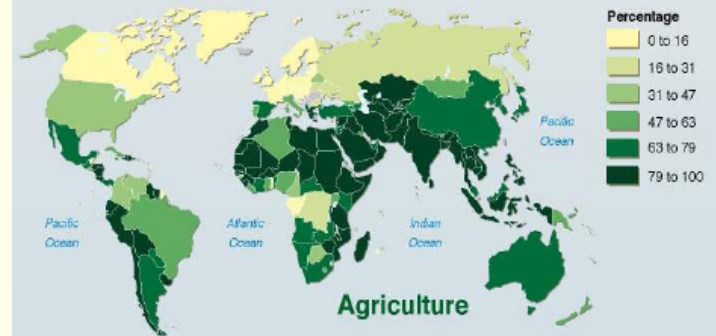 Percentage
0 to 16
16 to 31
31 to 47
47 to 63
63 to 79
79 to 100
Pacific
Ocean
Pacific
Ocean
Atlantic
Ocean
Indian
Ocean
Agriculture